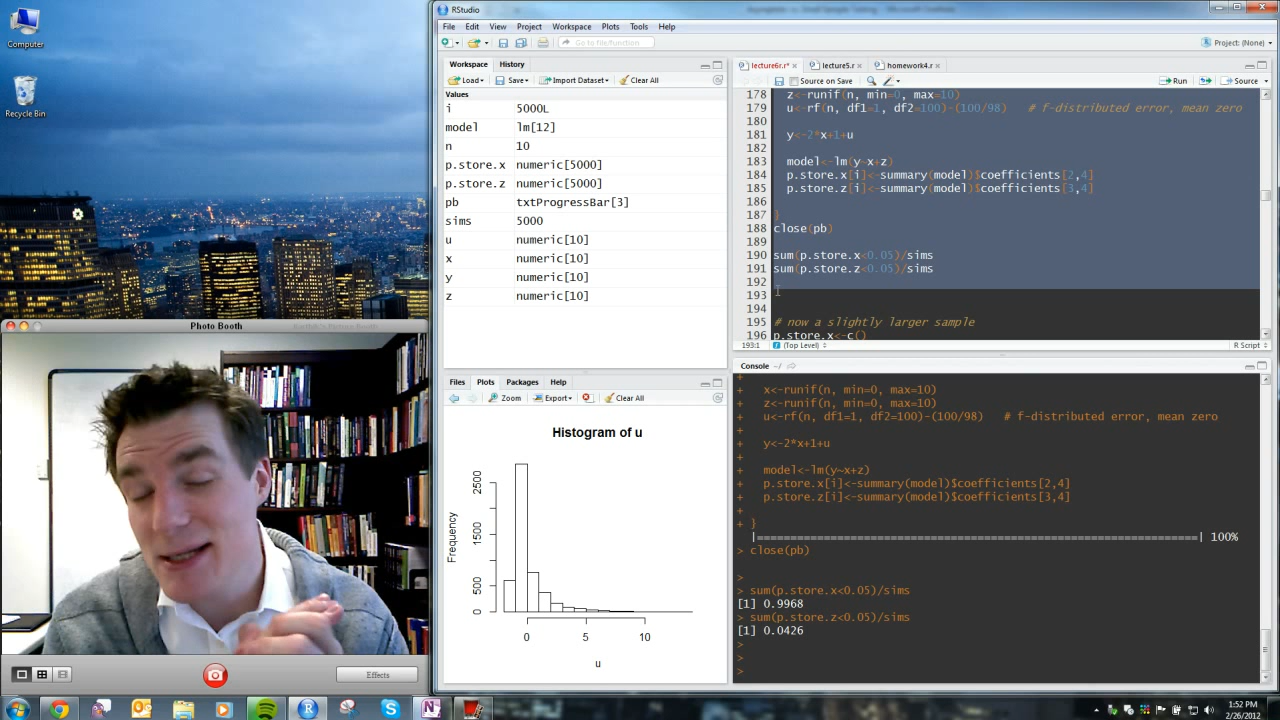 Computer
Recycle Bin
RStudio
File Edit View Project Workspace Plots Tools Help
Go to file/function
Project: (None)
Workspace History
Load Save Import Dataset Clear All
Values
i 5000L
model lm[12]
n 10
p.store.x numeric[5000]
p.store.z numeric[5000]
pb txtProgressBar[3]
sims 5000
u numeric[10]
x numeric[10]
y numeric[10]
z numeric[10]
Files Plots Packages Help
Zoom Export Clear All
Histogram of u
Frequency
0 500 1500 2500
0 5 10
u
lecture6r.r* lecture5.r homework4.r
Source on Save Run Source
178 z<-runif(n, min=0, max=10)
179 u<-rf(n, df1=1, df2=100)-(100/98) # f-distributed error, mean zero
180
181 y<-2*x+1+u
182
183 model<-lm(y~x+z)
184 p.store.x[i]<-summary(model)$coefficients[2,4]
185 p.store.z[i]<-summary(model)$coefficients[3,4]
186
187 }
188 close(pb)
189
190 sum(p.store.x<0.05)/sims
191 sum(p.store.z<0.05)/sims
192
193
194
195 # now a slightly larger sample
196 p.store.x<-c()
193:1 (Top Level) R Script
Console ~/
+
+ x<-runif(n, min=0, max=10)
+ z<-runif(n, min=0, max=10)
+ u<-rf(n, df1=1, df2=100)-(100/98) # f-distributed error, mean zero
+
+ y<-2*x+1+u
+
+ model<-lm(y~x+z)
+ p.store.x[i]<-summary(model)$coefficients[2,4]
+ p.store.z[i]<-summary(model)$coefficients[3,4]
+
+ }
|======================================================================| 100%
> close(pb)
>
> sum(p.store.x<0.05)/sims
[1] 0.9968
> sum(p.store.z<0.05)/sims
[1] 0.0426
>
>
>
Photo Booth
Effects
1:52 PM
2/26/2012